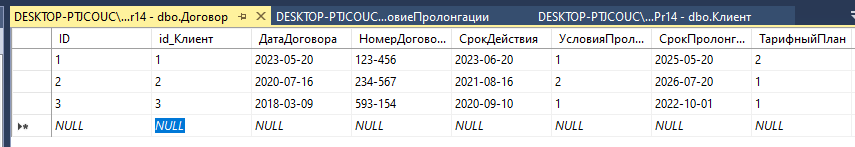 DESKTOP-PTJCOUC\...r14 - dbo.Договор DESKTOP-PTJCOUC...овиеПролонгации DESKTOP-PTJCOUC\...Pr14 - dbo.Клиент
ID id_Клиент ДатаДоговора НомерДогово... СрокДействия УсловияПрол... СрокПролонг... ТарифныйПлан
1 1 2023-05-20 123-456 2023-06-20 1 2025-05-20 2
2 2 2020-07-16 234-567 2021-08-16 2 2026-07-20 1
3 3 2018-03-09 593-154 2020-09-10 1 2022-10-01 1
NULL NULL NULL NULL NULL NULL NULL NULL